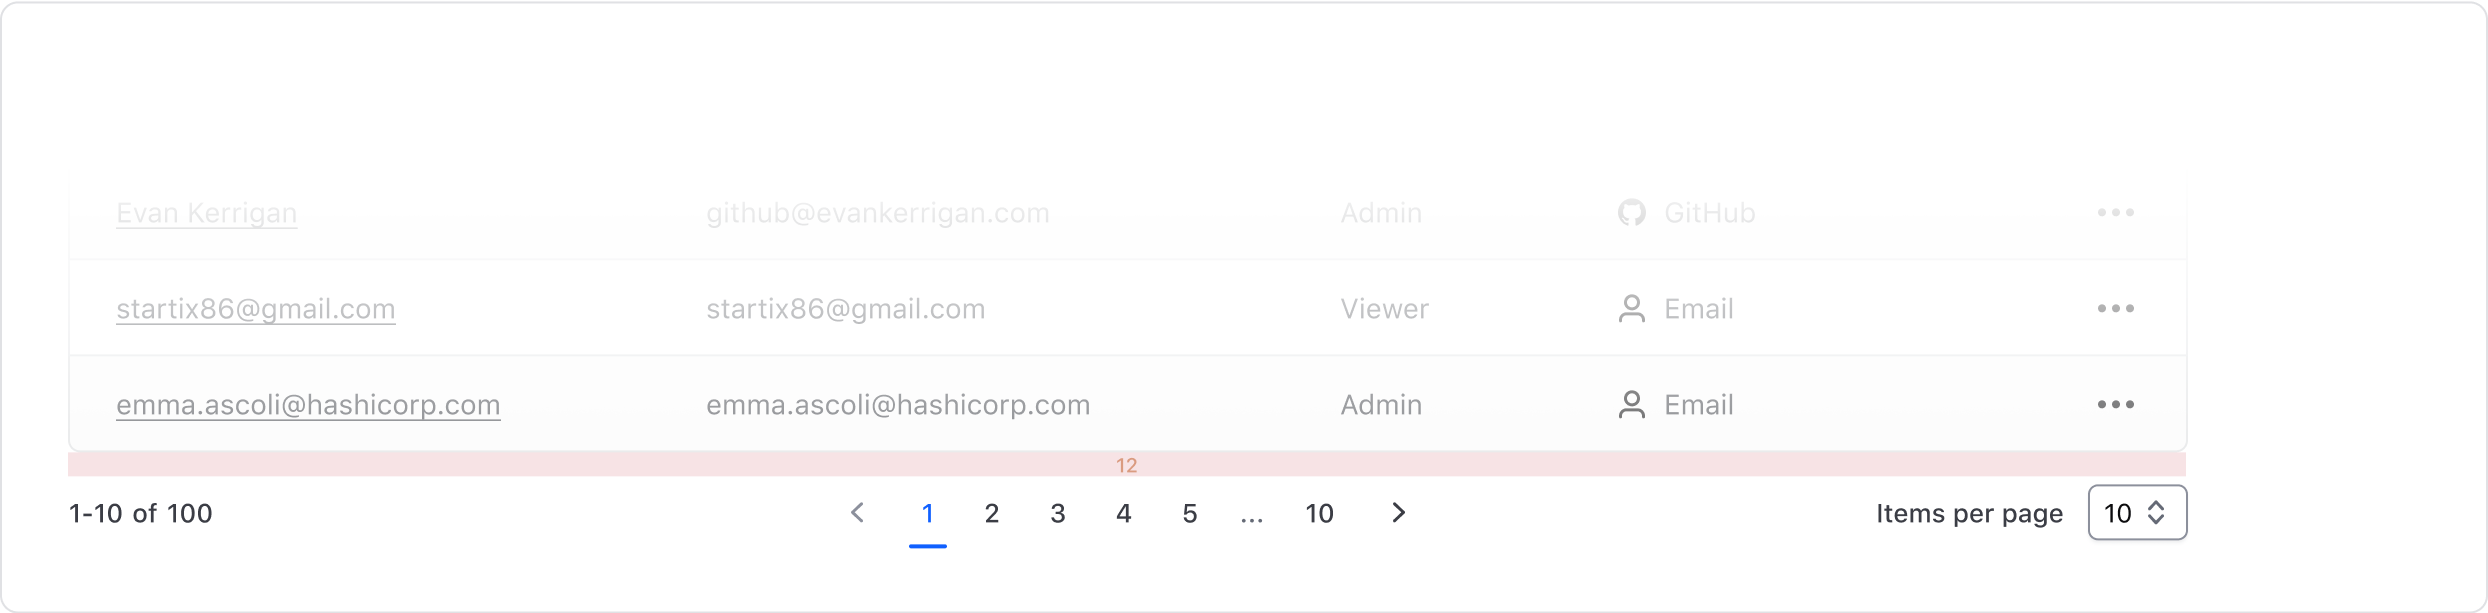 Evan Kerrigan github@evankerrigan.com Admin GitHub
startix86@gmail.com startix86@gmail.com Viewer Email
emma.ascoli@hashicorp.com emma.ascoli@hashicorp.com Admin Email
12
1-10 of 100 1 2 3 4 5 ... 10 Items per page 10